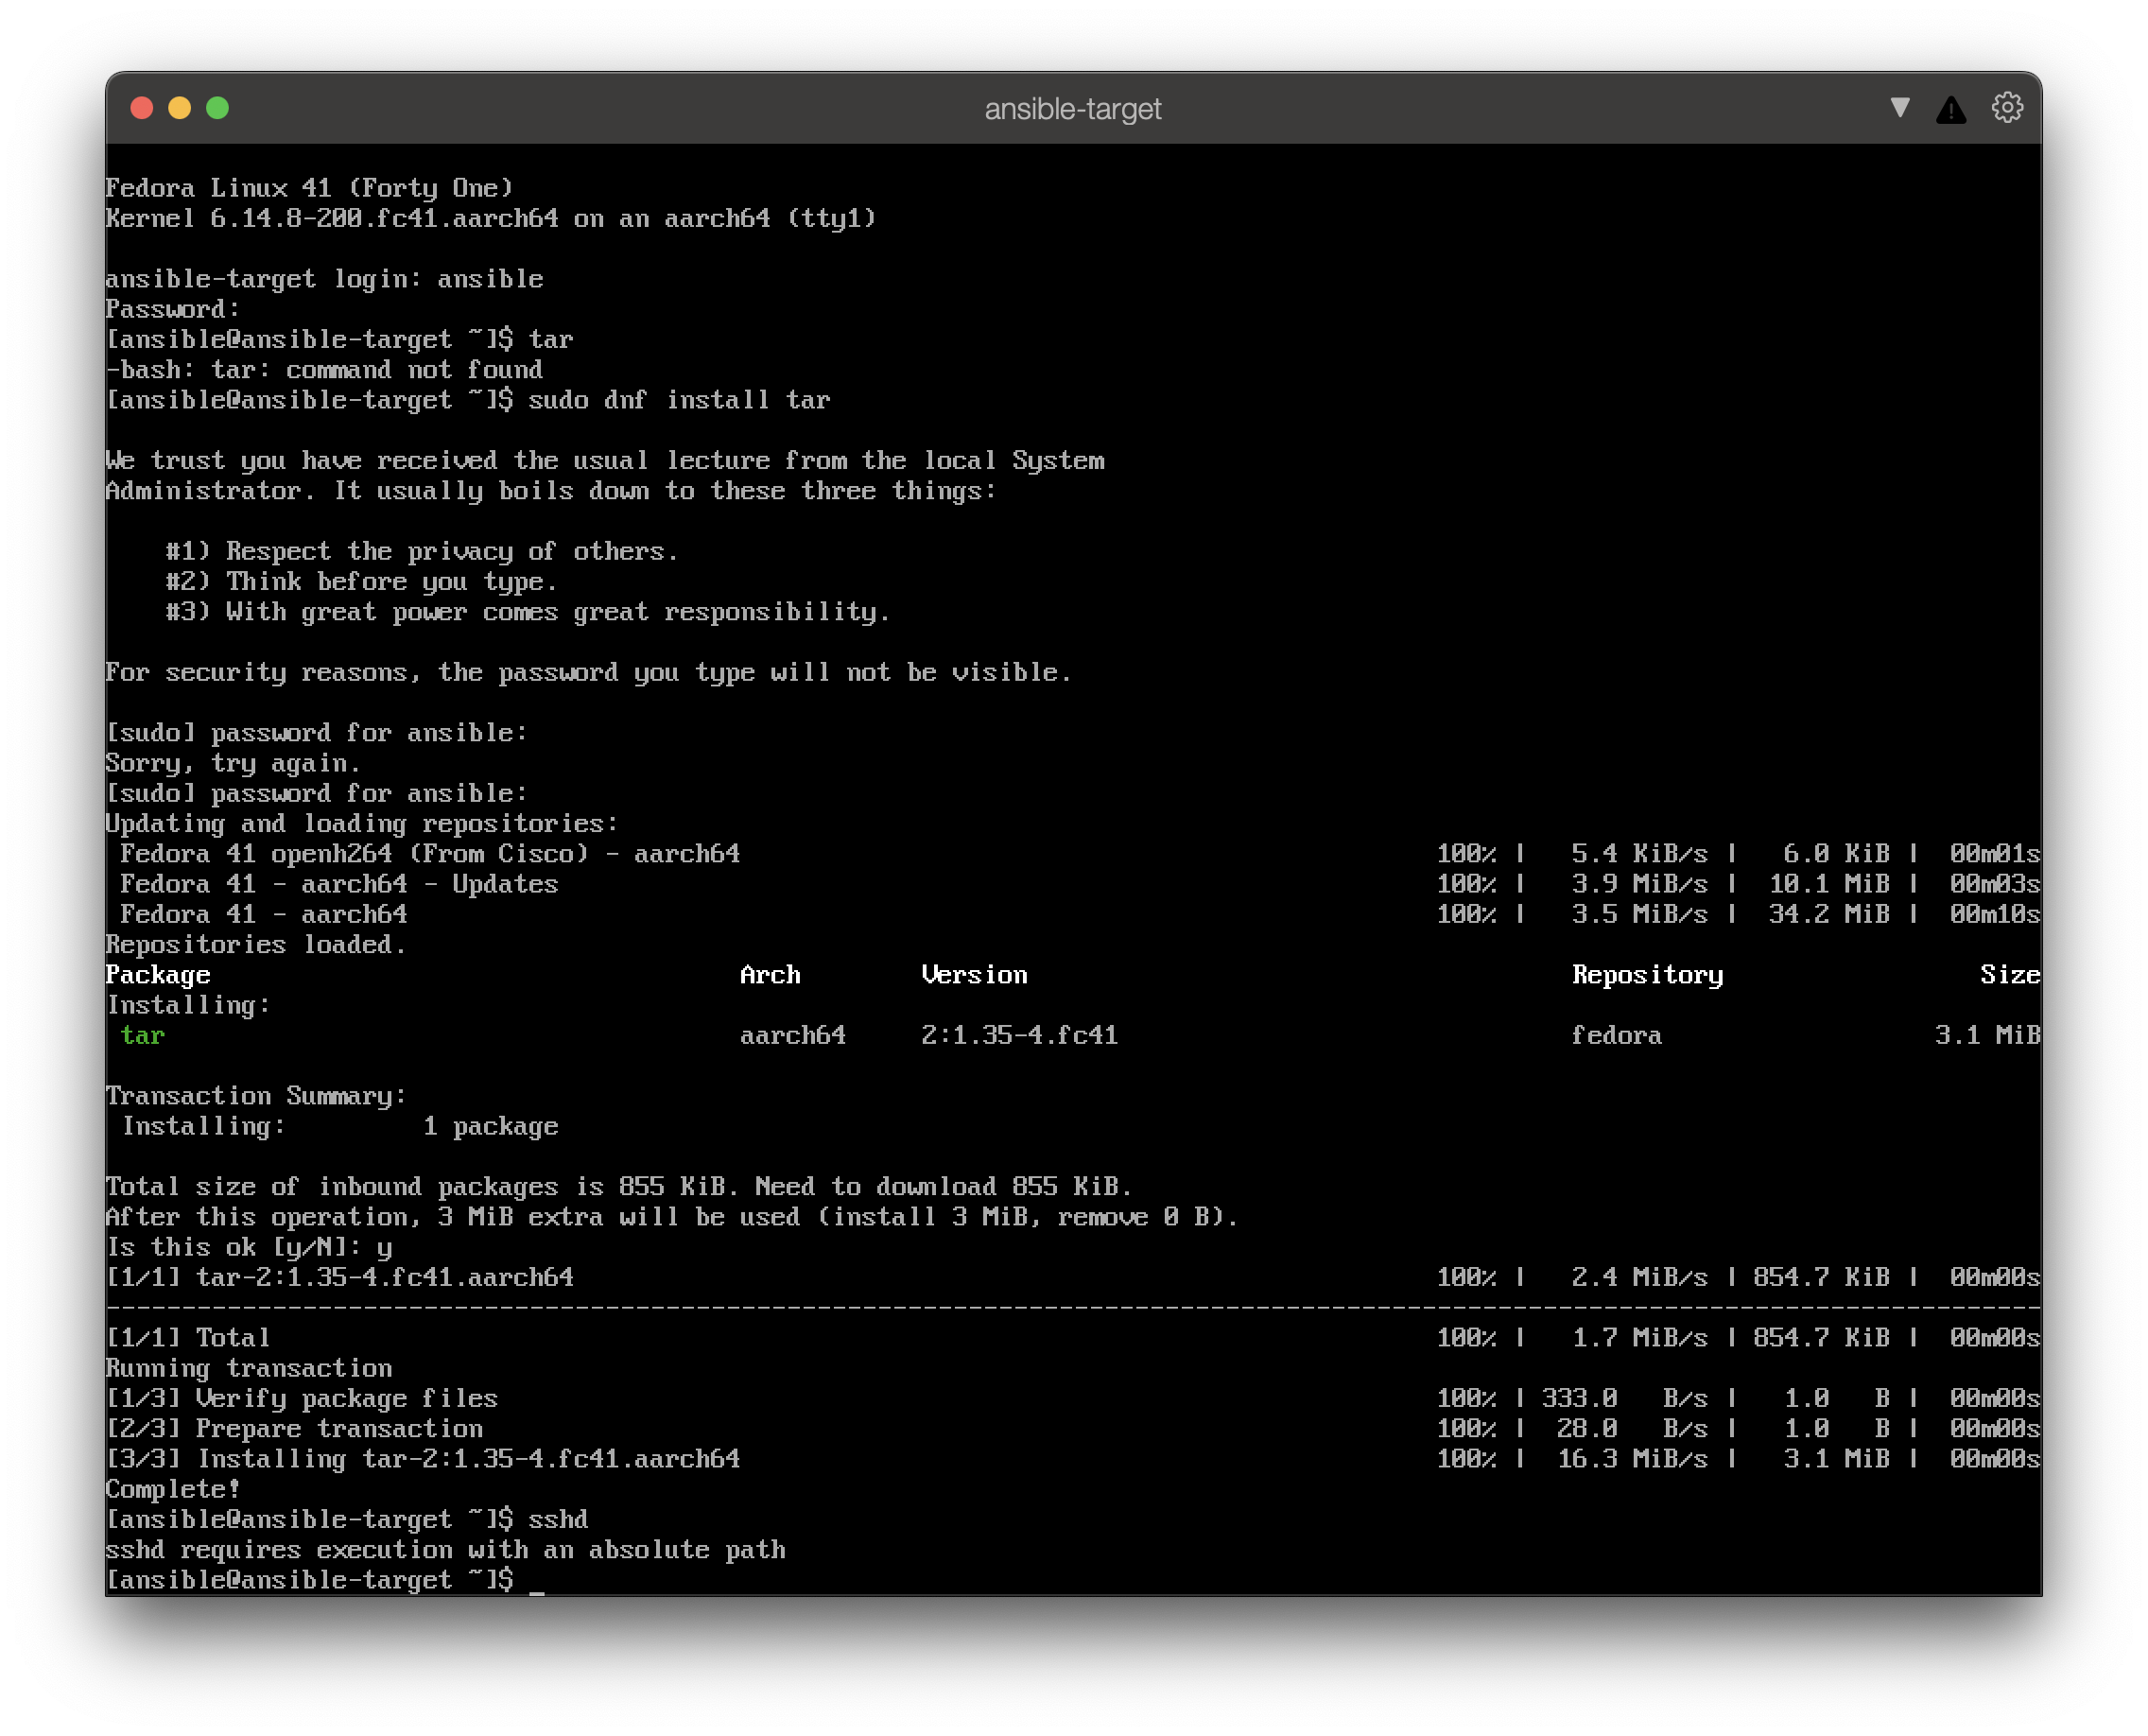 ansible-target
Fedora Linux 41 (Forty One)
Kernel 6.14.8-200.fc41.aarch64 on an aarch64 (tty1)
ansible-target login: ansible
Password:
[ansible@ansible-target ~]$ tar
-bash: tar: command not found
[ansible@ansible-target ~]$ sudo dnf install tar
We trust you have received the usual lecture from the local System
Administrator. It usually boils down to these three things:
#1) Respect the privacy of others.
#2) Think before you type.
#3) With great power comes great responsibility.
For security reasons, the password you type will not be visible.
[sudo] password for ansible:
Sorry, try again.
[sudo] password for ansible:
Updating and loading repositories:
Fedora 41 openh264 (From Cisco) - aarch64 100% | 5.4 KiB/s | 6.0 KiB | 00m01s
Fedora 41 - aarch64 - Updates 100% | 3.9 MiB/s | 10.1 MiB | 00m03s
Fedora 41 - aarch64 100% | 3.5 MiB/s | 34.2 MiB | 00m10s
Repositories loaded.
Package Arch Version Repository Size
Installing:
tar aarch64 2:1.35-4.fc41 fedora 3.1 MiB
Transaction Summary:
Installing: 1 package
Total size of inbound packages is 855 KiB. Need to download 855 KiB.
After this operation, 3 MiB extra will be used (install 3 MiB, remove 0 B).
Is this ok [y/N]: y
[1/1] tar-2:1.35-4.fc41.aarch64 100% | 2.4 MiB/s | 854.7 KiB | 00m00s
--------------------------------------------------------------------------------------------------------------------------------
[1/1] Total 100% | 1.7 MiB/s | 854.7 KiB | 00m00s
Running transaction
[1/3] Verify package files 100% | 333.0 B/s | 1.0 B | 00m00s
[2/3] Prepare transaction 100% | 28.0 B/s | 1.0 B | 00m00s
[3/3] Installing tar-2:1.35-4.fc41.aarch64 100% | 16.3 MiB/s | 3.1 MiB | 00m00s
Complete!
[ansible@ansible-target ~]$ sshd
sshd requires execution with an absolute path
[ansible@ansible-target ~]$ _